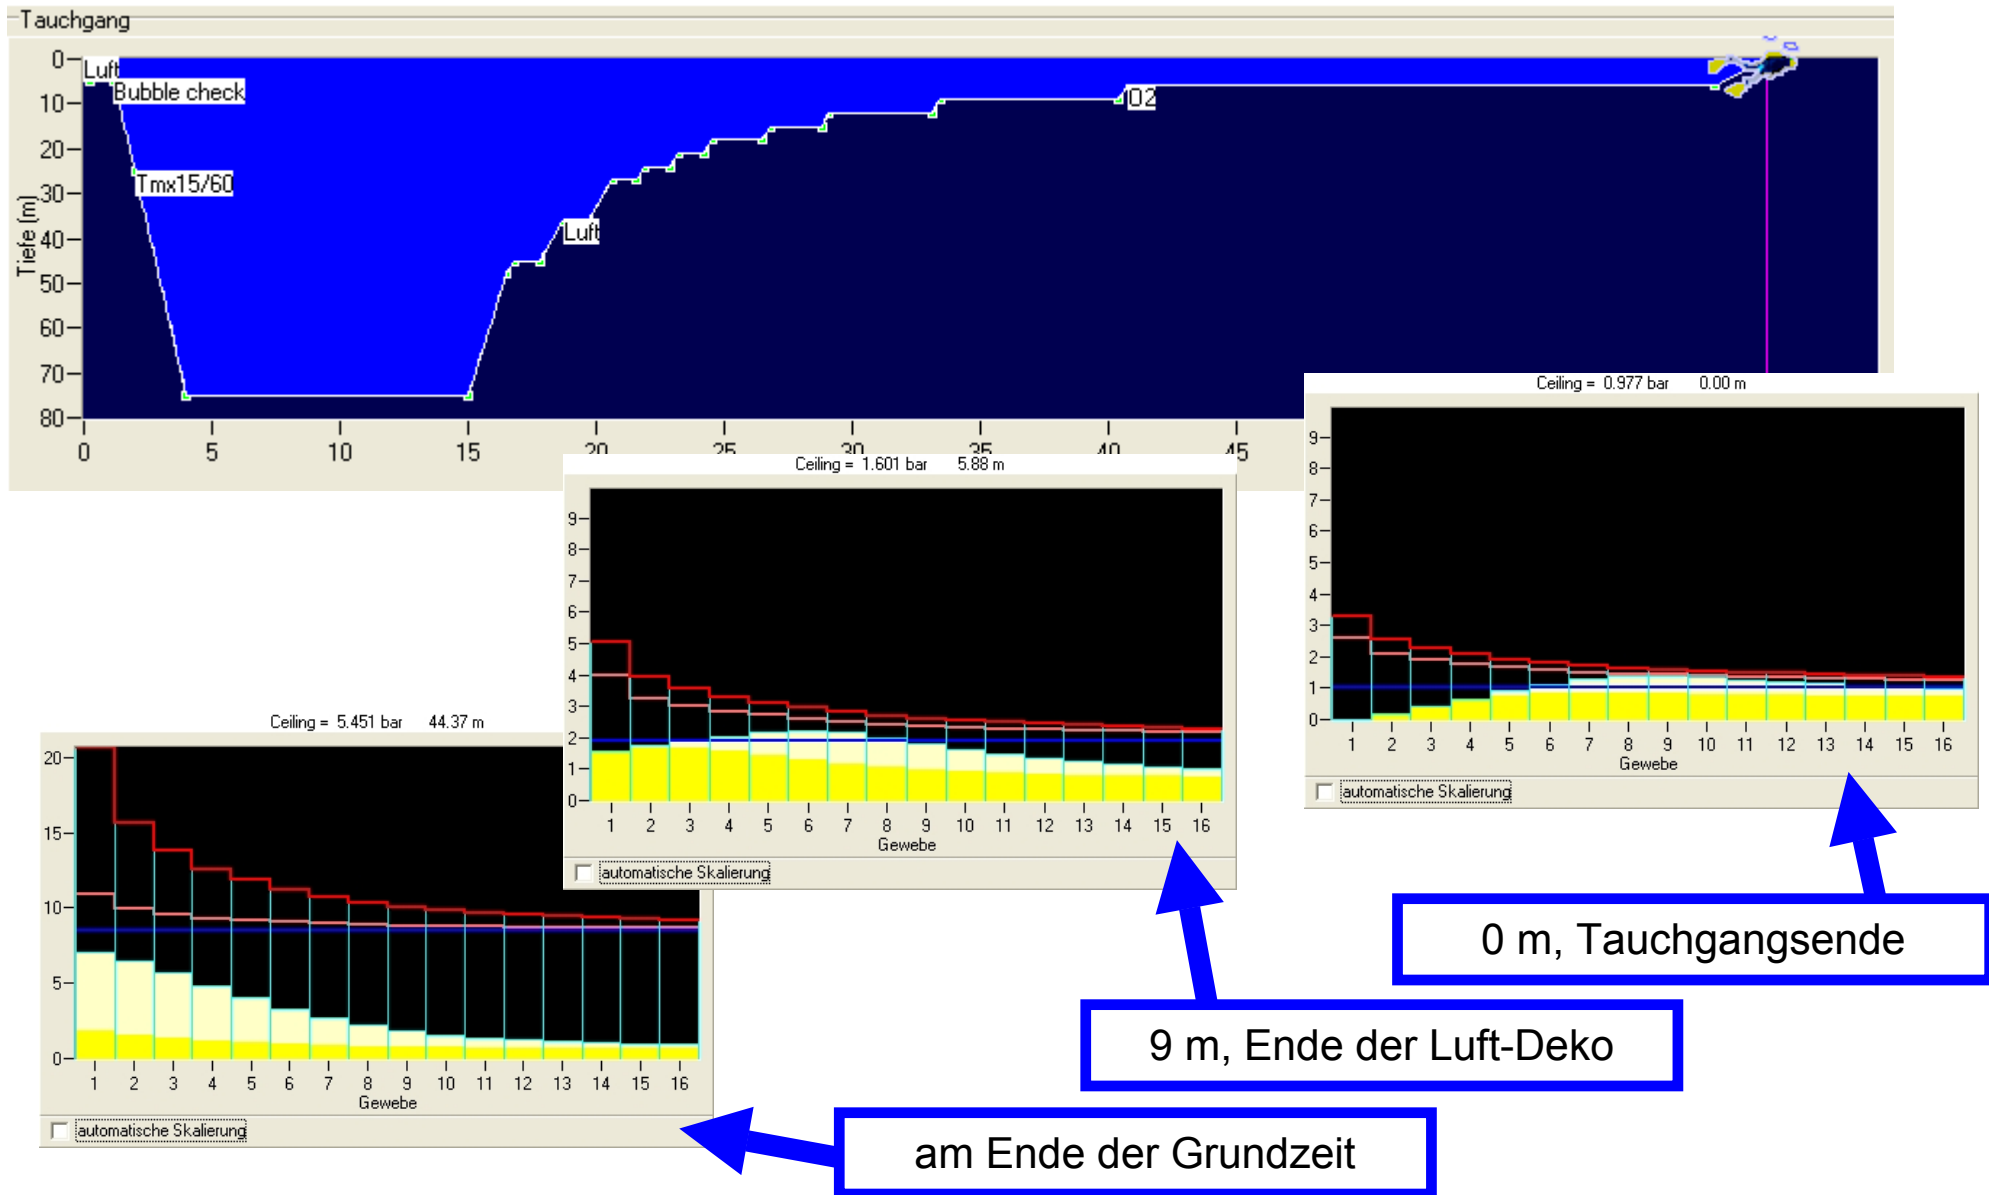 Tauchgang
0
10
20
30
40
50
60
70
80
Tiefe (m)
Luft
Bubble check
Tmx15/60
Luft
O2
0 5 10 15 20 25 30 35 40 45
Ceiling = 0.977 bar 0.00 m
9
8
7
6
5
4
3
2
1
0
1 2 3 4 5 6 7 8 9 10 11 12 13 14 15 16
Gewebe
automatische Skalierung
Ceiling = 1.601 bar 5.88 m
9
8
7
6
5
4
3
2
1
0
1 2 3 4 5 6 7 8 9 10 11 12 13 14 15 16
Gewebe
automatische Skalierung
Ceiling = 5.451 bar 44.37 m
20
15
10
5
0
1 2 3 4 5 6 7 8 9 10 11 12 13 14 15 16
Gewebe
automatische Skalierung
0 m, Tauchgangsende
9 m, Ende der Luft-Deko
am Ende der Grundzeit